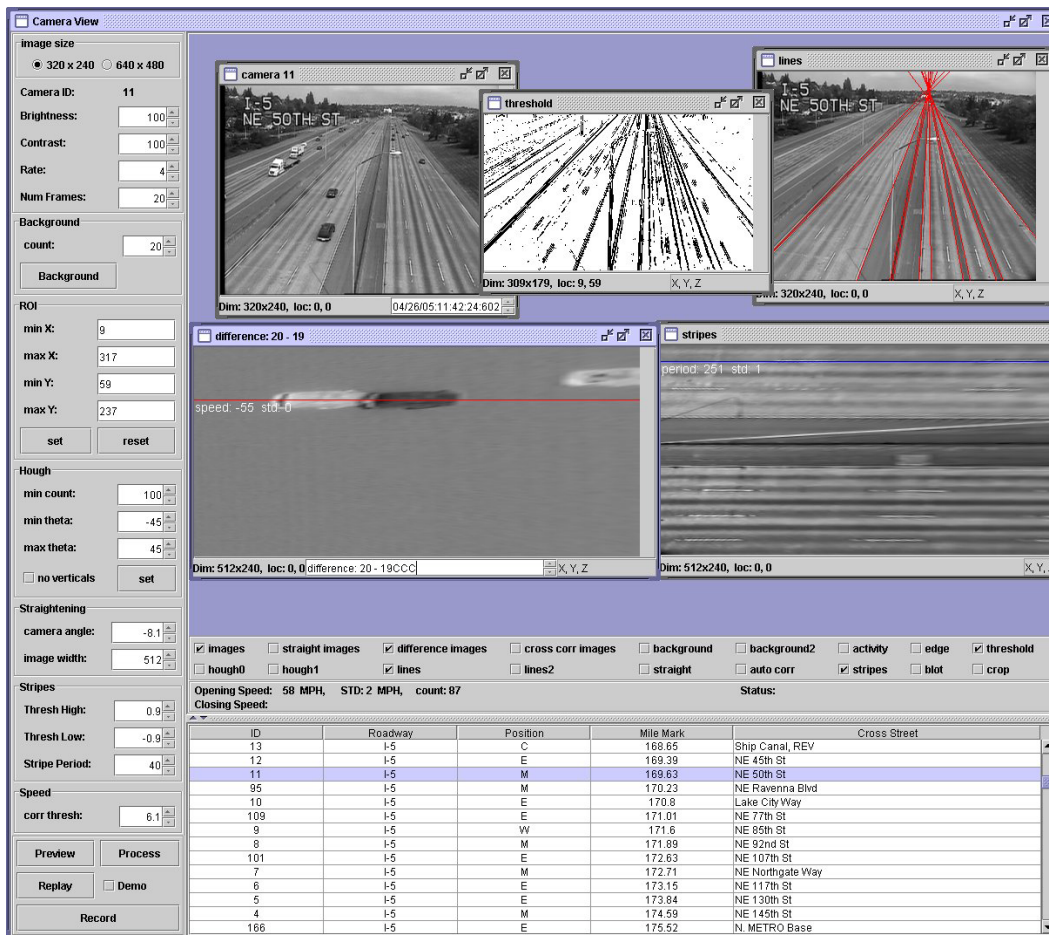 Camera View
image size
320 x 240 640 x 480
Camera ID: 11
Brightness: 100
Contrast: 100
Rate: 4
Num Frames: 20
Background
count: 20
Background
ROI
min X: 9
max X: 317
min Y: 59
max Y: 237
set reset
Hough
min count: 100
min theta: -45
max theta: 45
no verticals set
Straightening
camera angle: -8.1
image width: 512
Stripes
Thresh High: 0.9
Thresh Low: -0.9
Stripe Period: 40
Speed
corr thresh: 6.1
Preview Process
Replay Demo
Record
camera 11
I-5
NE 50TH ST
Dim: 320x240, loc: 0, 0 04/26/05:11:42:24:602
threshold
Dim: 309x179, loc: 9, 59 X, Y, Z
lines
I-5
NE 50TH ST
Dim: 320x240, loc: 0, 0 X, Y, Z
difference: 20 - 19
speed: -55 std: 0
Dim: 512x240, loc: 0, 0 difference: 20 - 19CCC X, Y, Z
stripes
period: 251 std: 1
Dim: 512x240, loc: 0, 0 X, Y, Z
images straight images difference images cross corr images background background2 activity edge threshold
hough0 hough1 lines lines2 straight auto corr stripes blot crop
Opening Speed: 58 MPH, STD: 2 MPH, count: 87 Status:
Closing Speed:
ID Roadway Position Mile Mark Cross Street
13 I-5 C 168.65 Ship Canal, REV
12 I-5 E 169.39 NE 45th St
11 I-5 M 169.63 NE 50th St
95 I-5 M 170.23 NE Ravenna Blvd
10 I-5 E 170.8 Lake City Way
109 I-5 E 171.01 NE 77th St
9 I-5 W 171.6 NE 85th St
8 I-5 M 171.89 NE 92nd St
101 I-5 E 172.63 NE 107th St
7 I-5 M 172.71 NE Northgate Way
6 I-5 E 173.15 NE 117th St
5 I-5 E 173.84 NE 130th St
4 I-5 M 174.59 NE 145th St
166 I-5 E 175.52 N. METRO Base